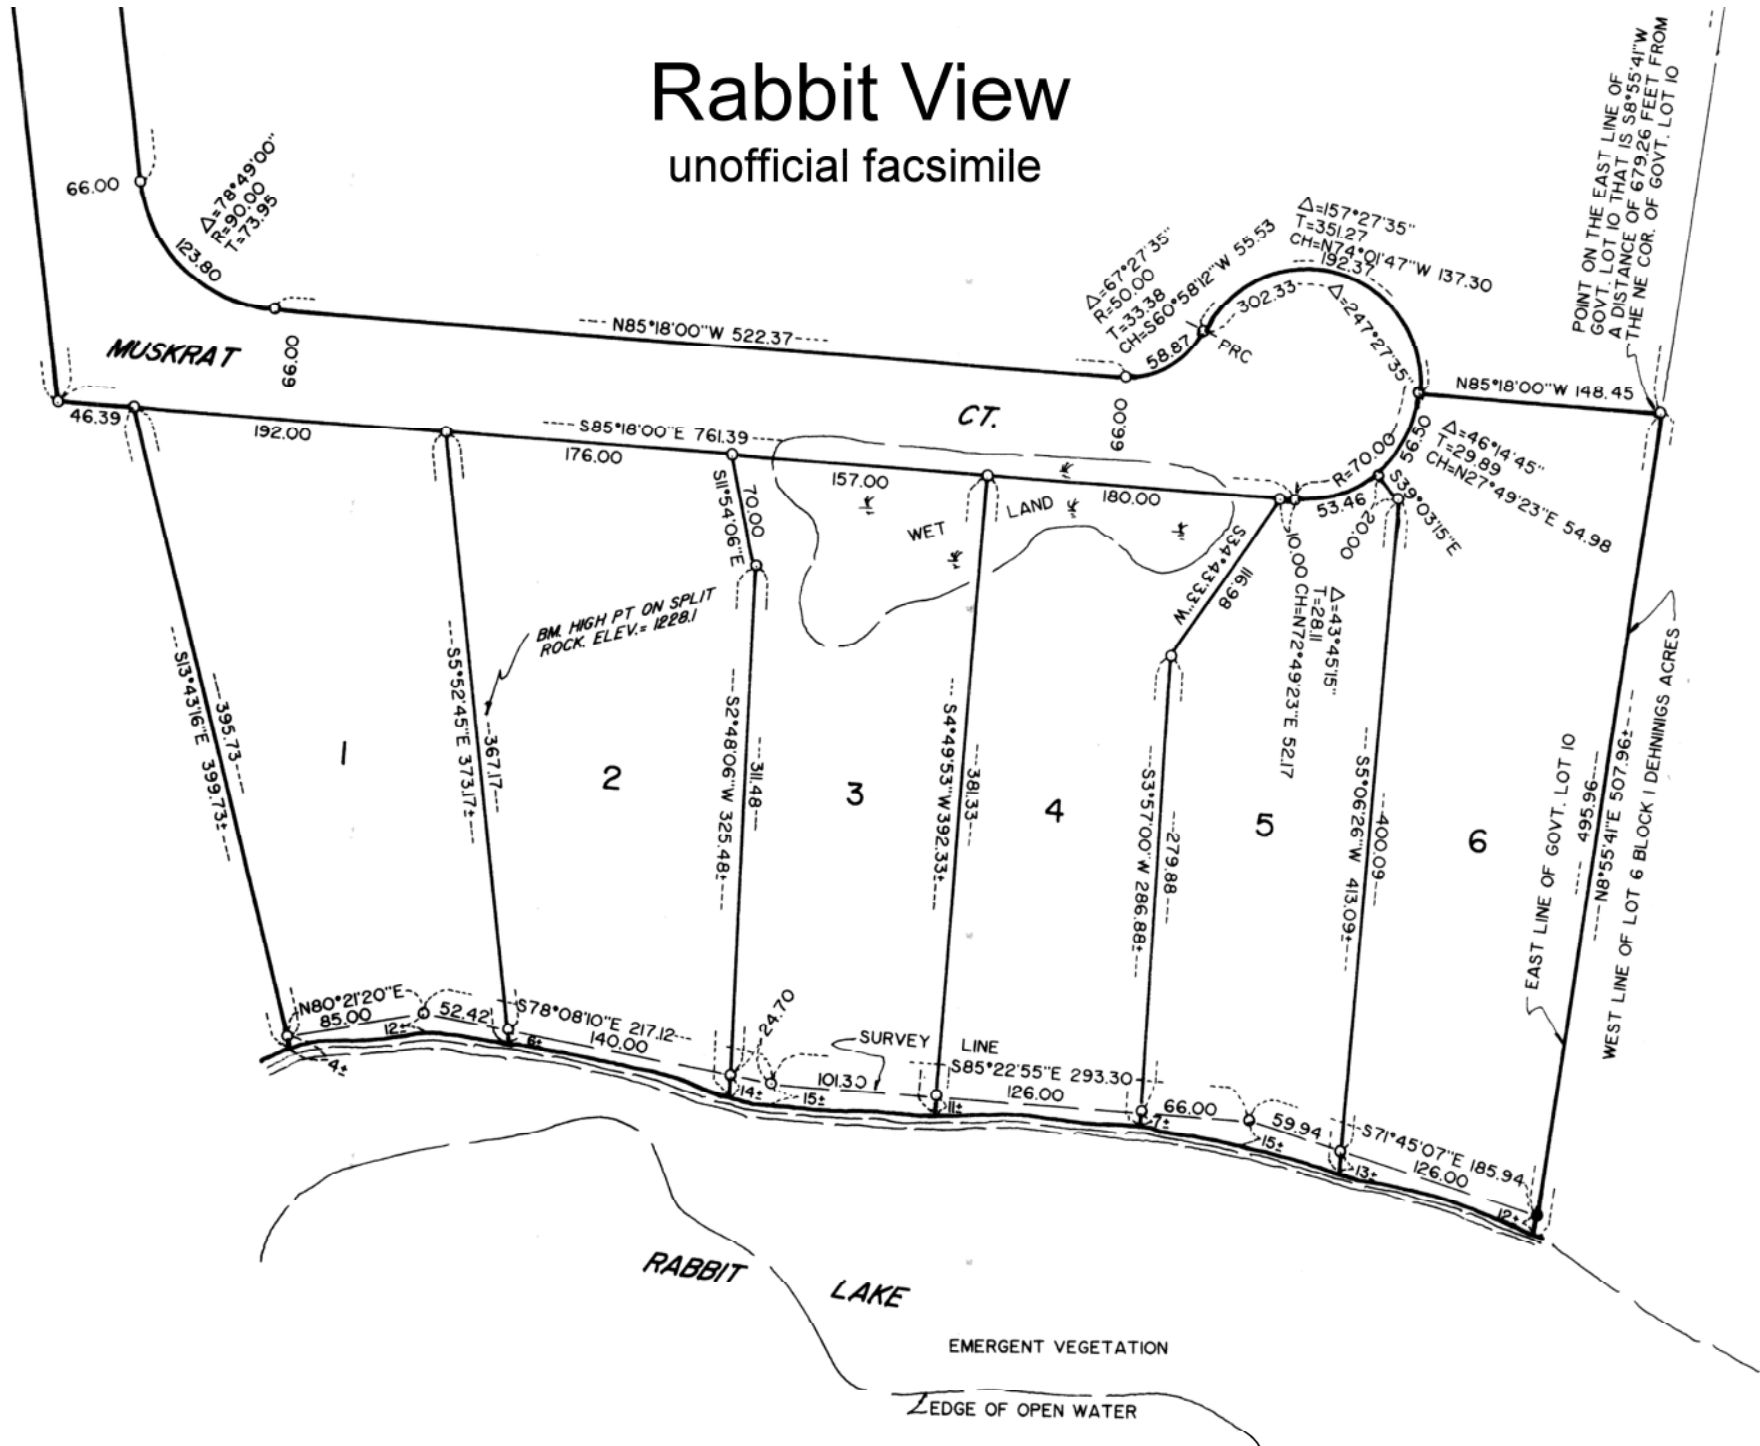 Rabbit View
unofficial facsimile
POINT ON THE EAST LINE OF
GOVT. LOT 10 THAT IS S8°55'41"W
A DISTANCE OF 679.26 FEET FROM
THE NE COR. OF GOVT. LOT 10
66.00
Δ=78°49'00"
R=90.00
T=73.95
123.80
Δ=157°27'35"
T=351.27
CH=N74°01'47"W 137.30
192.37
Δ=67°27'35"
R=50.00
T=33.38
CH=S60°58'12"W 55.53
58.87
302.33
Δ=247°27'35"
PRC
N85°18'00"W 522.37
MUSKRAT
66.00
CT.
66.00
N85°18'00"W 148.45
46.39
192.00
S85°18'00"E 761.39
176.00
157.00
180.00
R=70.00
56.50
Δ=46°14'45"
T=29.89
CH=N27°49'23"E 54.98
53.46
20.00
S39°03'15"E
10.00
Δ=43°45'15"
T=28.11
CH=N72°49'23"E 52.17
S11°54'06"E
70.00
WET LAND
S34°43'33"W
116.98
BM. HIGH PT ON SPLIT
ROCK. ELEV.= 1228.1
395.73
S13°43'16"E 399.73±
367.17
S5°52'45"E 373.17±
311.48
S2°48'06"W 325.48±
381.33
S4°49'53"W 392.33±
279.88
S3°57'00"W 286.88±
400.09
S5°06'26"W 413.09±
495.96
N8°55'41"E 507.96±
EAST LINE OF GOVT. LOT 10
WEST LINE OF LOT 6 BLOCK 1 DEHNINIGS ACRES
1
2
3
4
5
6
N80°21'20"E
85.00
52.42
S78°08'10"E 217.12
140.00
24.70
SURVEY LINE
101.30
S85°22'55"E 293.30
126.00
66.00
59.94
S71°45'07"E 185.94
126.00
4±
12±
6±
14±
15±
11±
7±
15±
13±
12±
RABBIT LAKE
EMERGENT VEGETATION
EDGE OF OPEN WATER